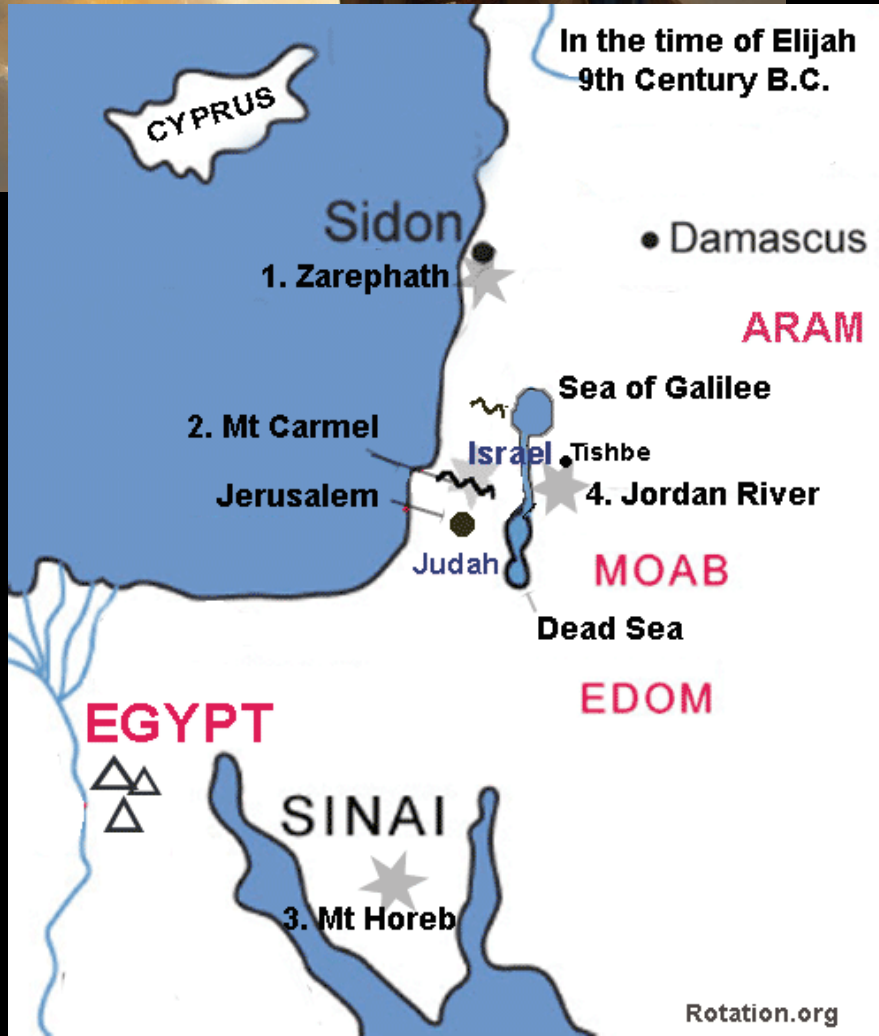 In the time of Elijah
9th Century B.C.
CYPRUS
Sidon
Damascus
1. Zarephath
ARAM
Sea of Galilee
2. Mt Carmel
Israel
Tishbe
Jerusalem
4. Jordan River
Judah
MOAB
Dead Sea
EDOM
EGYPT
SINAI
3. Mt Horeb
Rotation.org